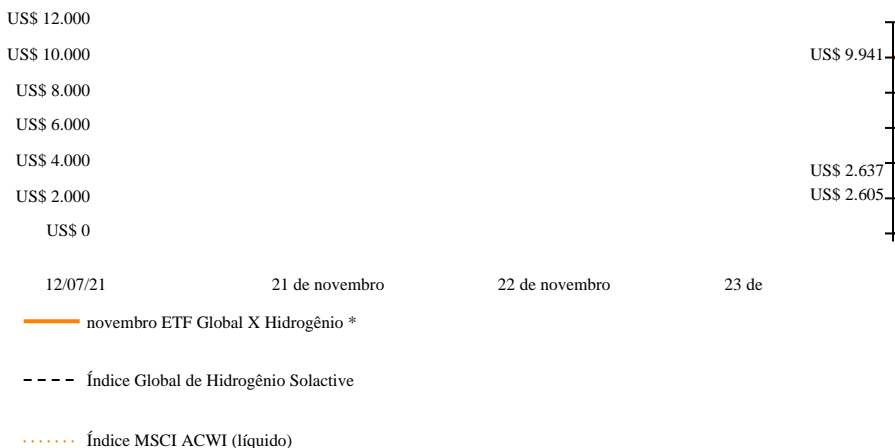 US$ 12.000
US$ 10.000
US$ 9.941
US$ 8.000
US$ 6.000
US$ 4.000
US$ 2.637
US$ 2.000
US$ 2.605
US$ 0
12/07/21 21 de novembro 22 de novembro 23 de
novembro ETF Global X Hidrogênio *
Índice Global de Hidrogênio Solactive
Índice MSCI ACWI (líquido)